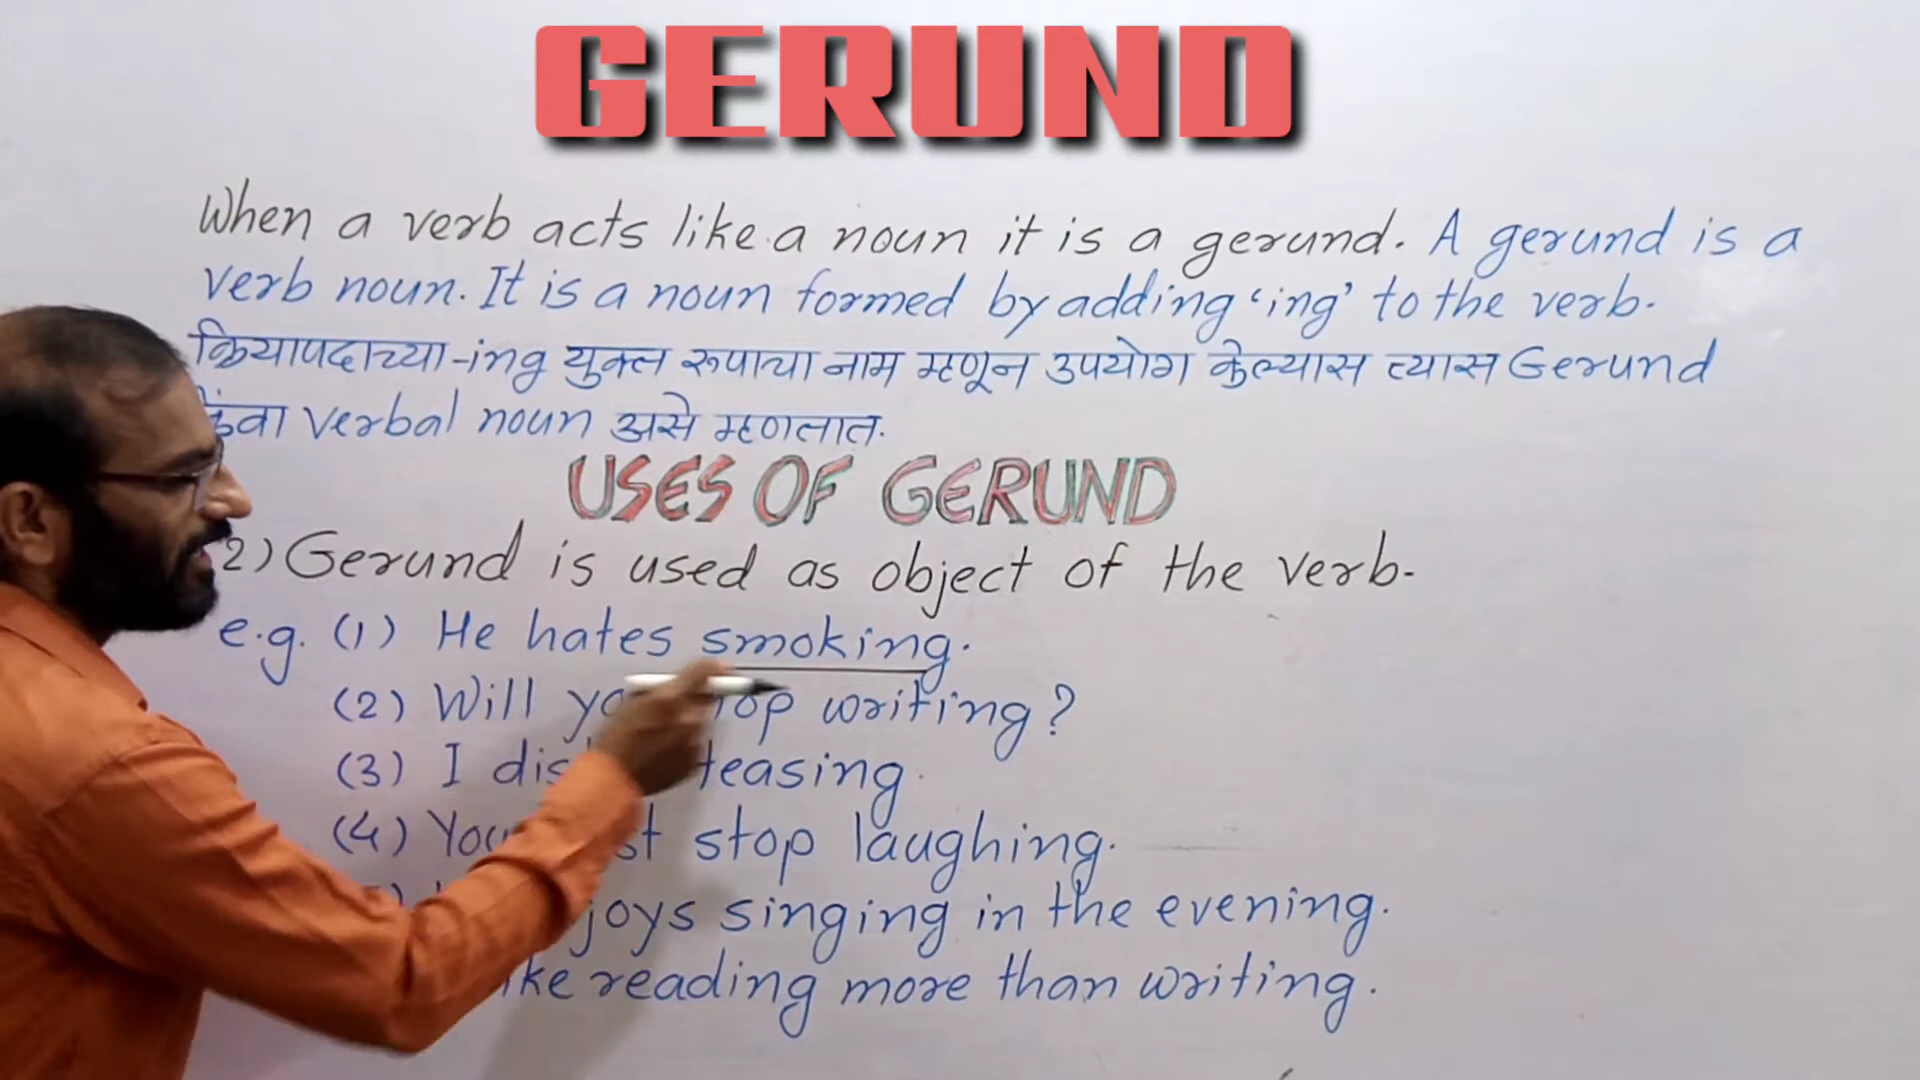 GERUND
When a verb acts like a noun it is a gerund. A gerund is a
verb noun. It is a noun formed by adding 'ing' to the verb.
क्रियापदाच्या-ing युक्त रूपाचा नाम म्हणून उपयोग केल्यास त्यास Gerund
किंवा verbal noun असे म्हणतात.
USES OF GERUND
2) Gerund is used as object of the verb.
e.g. (1) He hates smoking.
(2) Will writing?
(3) I teasing.
(4) stop laughing.
singing in the evening.
reading more than writing.